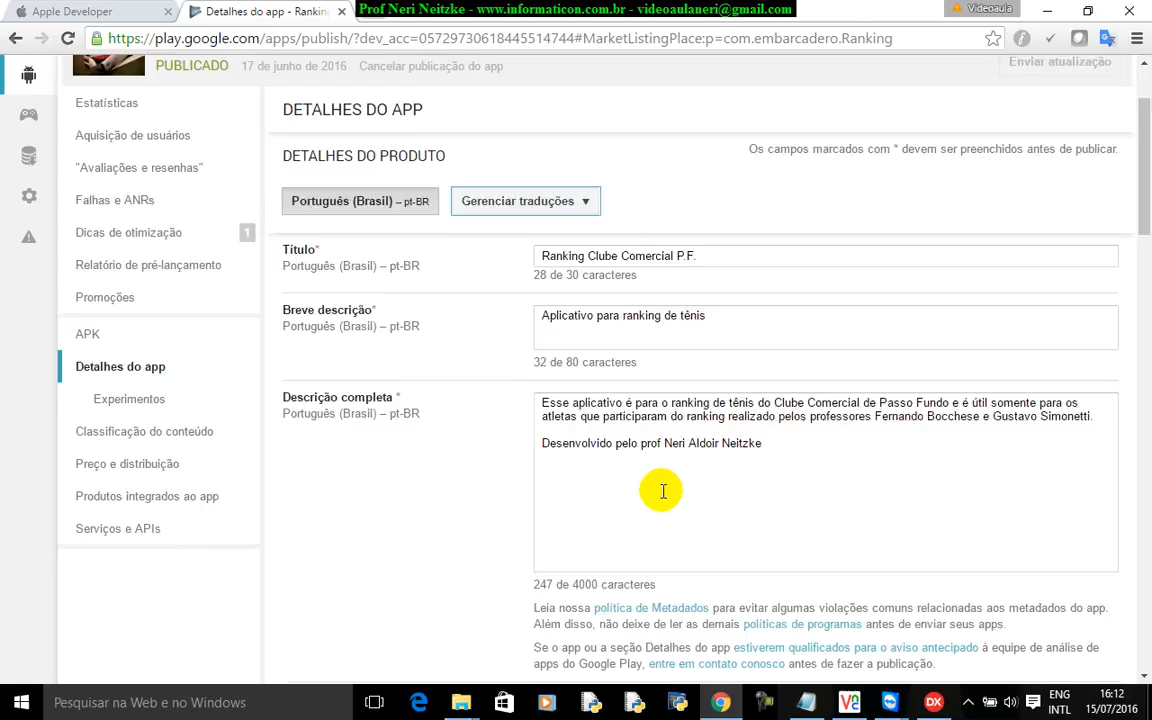 Apple Developer
Detalhes do app - Rankin
Prof Neri Neitzke - www.informaticon.com.br - videoaulaneri@gmail.com
Videoaula
https://play.google.com/apps/publish/?dev_acc=05729730618445514744#MarketListingPlace:p=com.embarcadero.Ranking
PUBLICADO 17 de junho de 2016 Cancelar publicação do app
Enviar atualização
Estatísticas
Aquisição de usuários
"Avaliações e resenhas"
Falhas e ANRs
Dicas de otimização 1
Relatório de pré-lançamento
Promoções
APK
Detalhes do app
Experimentos
Classificação do conteúdo
Preço e distribuição
Produtos integrados ao app
Serviços e APIs
DETALHES DO APP
DETALHES DO PRODUTO
Os campos marcados com * devem ser preenchidos antes de publicar.
Português (Brasil) – pt-BR
Gerenciar traduções ▼
Título*
Português (Brasil) – pt-BR
Ranking Clube Comercial P.F.
28 de 30 caracteres
Breve descrição*
Português (Brasil) – pt-BR
Aplicativo para ranking de tênis
32 de 80 caracteres
Descrição completa *
Português (Brasil) – pt-BR
Esse aplicativo é para o ranking de tênis do Clube Comercial de Passo Fundo e é útil somente para os
atletas que participaram do ranking realizado pelos professores Fernando Bocchese e Gustavo Simonetti.
Desenvolvido pelo prof Neri Aldoir Neitzke
247 de 4000 caracteres
Leia nossa política de Metadados para evitar algumas violações comuns relacionadas aos metadados do app.
Além disso, não deixe de ler as demais políticas de programas antes de enviar seus apps.
Se o app ou a seção Detalhes do app estiverem qualificados para o aviso antecipado à equipe de análise de
apps do Google Play, entre em contato conosco antes de fazer a publicação.
Pesquisar na Web e no Windows
DX
ENG
INTL
16:12
15/07/2016